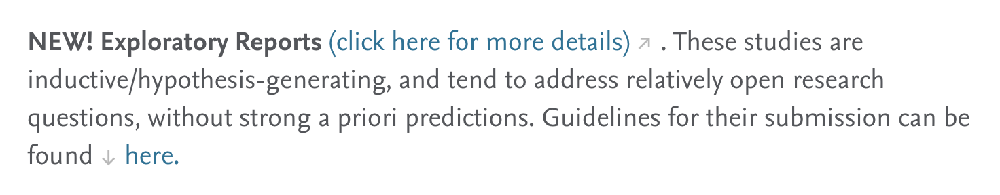 NEW! Exploratory Reports (click here for more details) ↗ . These studies are
inductive/hypothesis-generating, and tend to address relatively open research
questions, without strong a priori predictions. Guidelines for their submission can be
found ↓ here.